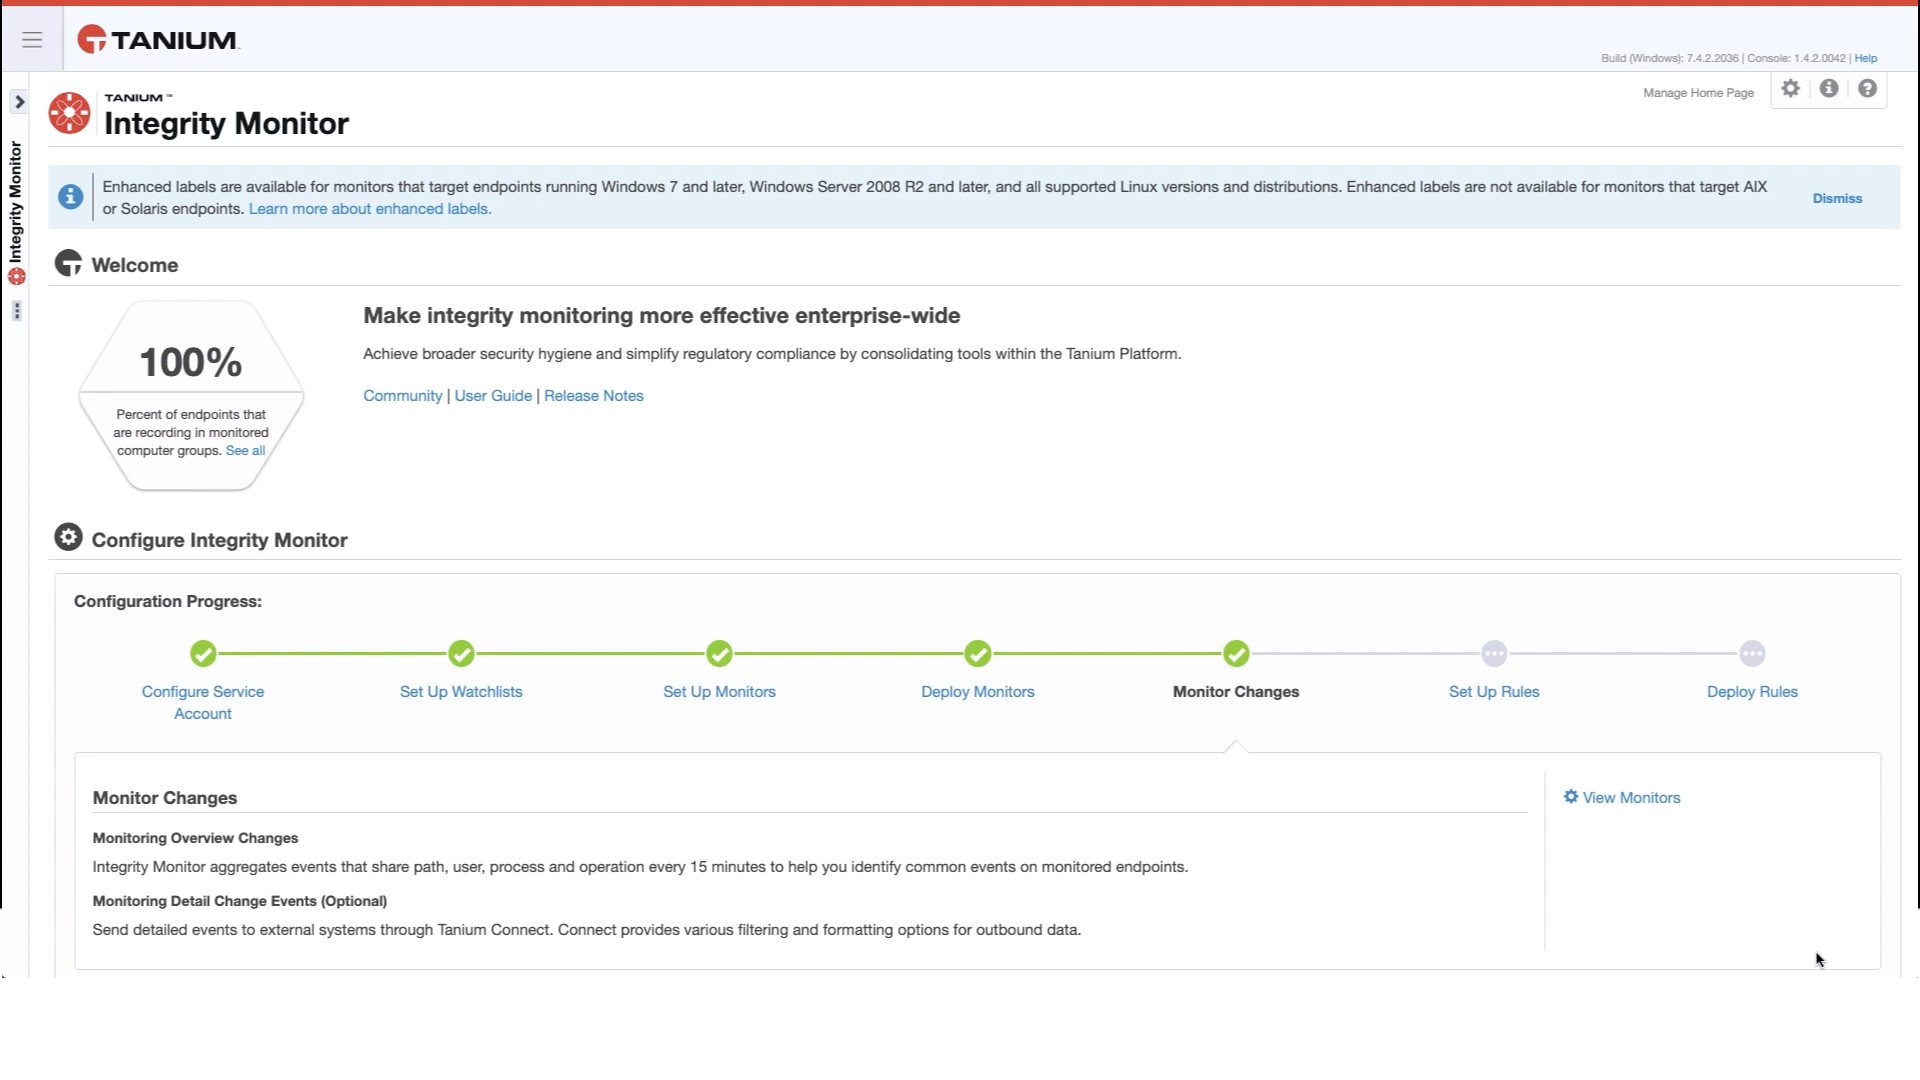 TANIUM
Build (Windows): 7.4.2.2036 | Console: 1.4.2.0042 | Help
TANIUM™
Integrity Monitor
Manage Home Page
Integrity Monitor
Enhanced labels are available for monitors that target endpoints running Windows 7 and later, Windows Server 2008 R2 and later, and all supported Linux versions and distributions. Enhanced labels are not available for monitors that target AIX
or Solaris endpoints. Learn more about enhanced labels.
Dismiss
Welcome
100%
Percent of endpoints that
are recording in monitored
computer groups. See all
Make integrity monitoring more effective enterprise-wide
Achieve broader security hygiene and simplify regulatory compliance by consolidating tools within the Tanium Platform.
Community | User Guide | Release Notes
Configure Integrity Monitor
Configuration Progress:
Configure Service
Account
Set Up Watchlists
Set Up Monitors
Deploy Monitors
Monitor Changes
Set Up Rules
Deploy Rules
Monitor Changes
View Monitors
Monitoring Overview Changes
Integrity Monitor aggregates events that share path, user, process and operation every 15 minutes to help you identify common events on monitored endpoints.
Monitoring Detail Change Events (Optional)
Send detailed events to external systems through Tanium Connect. Connect provides various filtering and formatting options for outbound data.